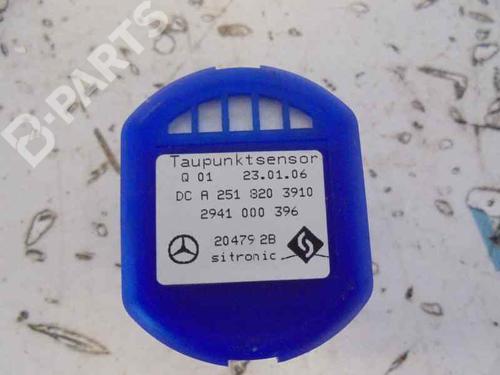 B-PARTS
Taupunktsensor
Q 01 23.01.06
DC A 251 820 3910
2941 000 396
20479 2B
sitronic